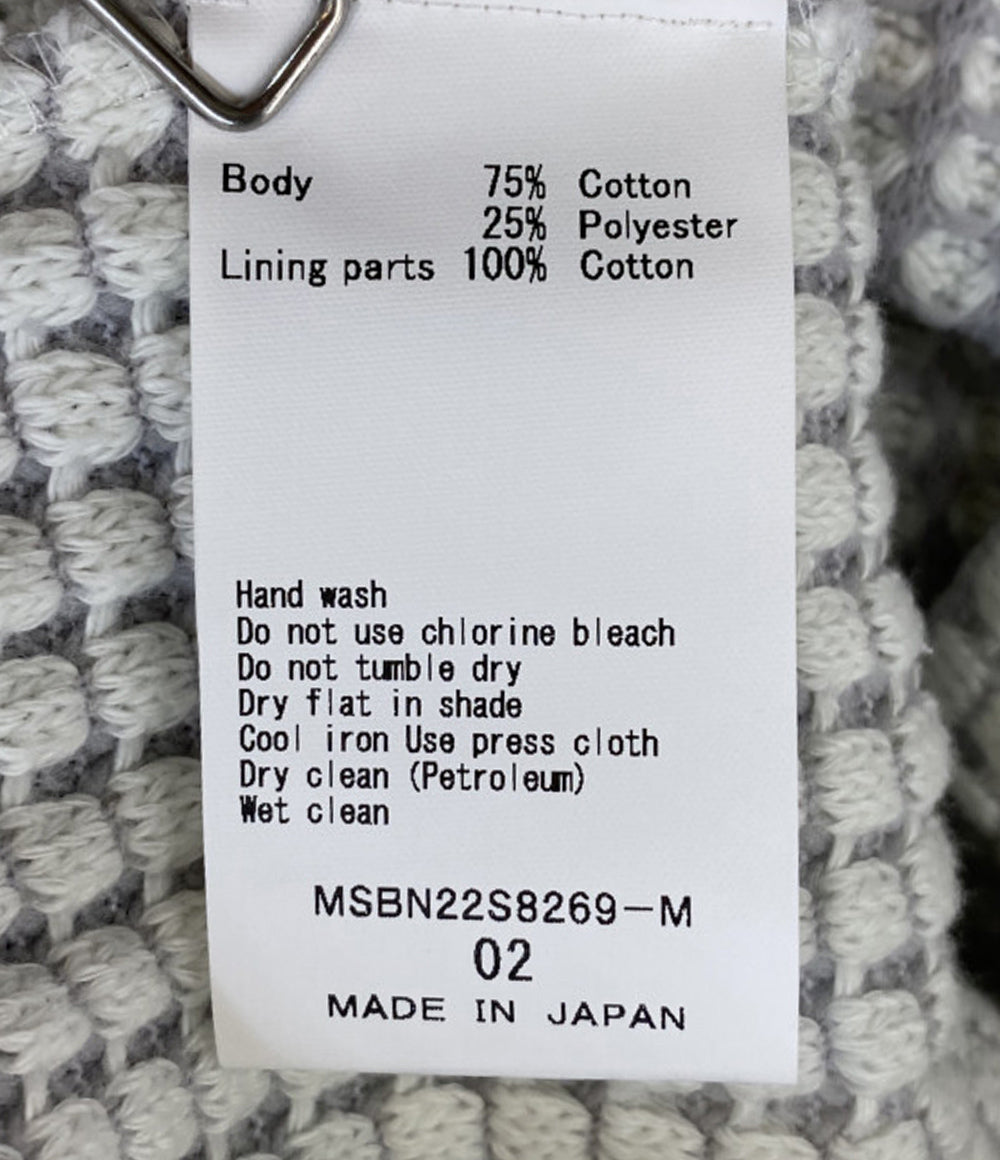 Body 75% Cotton
25% Polyester
Lining parts 100% Cotton
Hand wash
Do not use chlorine bleach
Do not tumble dry
Dry flat in shade
Cool iron Use press cloth
Dry clean (Petroleum)
Wet clean
MSBN22S8269-M
02
MADE IN JAPAN